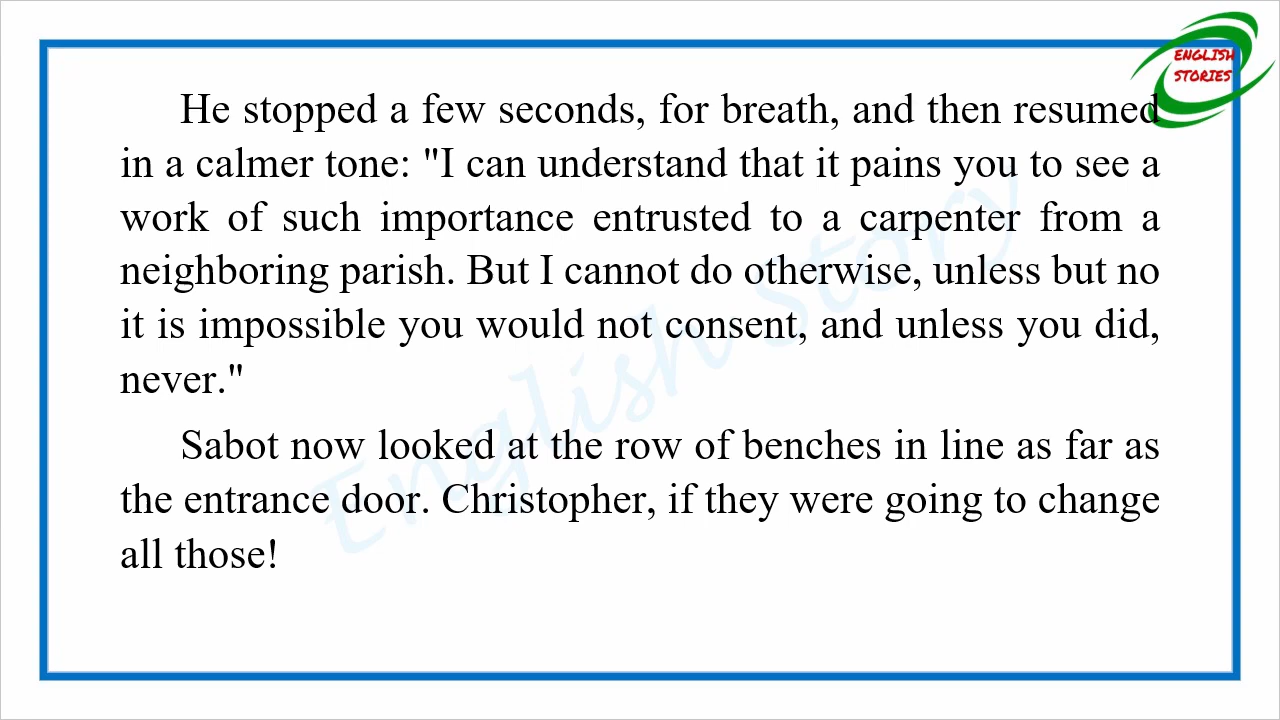 ENGLISH
STORIES
He stopped a few seconds, for breath, and then resumed
in a calmer tone: "I can understand that it pains you to see a
work of such importance entrusted to a carpenter from a
neighboring parish. But I cannot do otherwise, unless but no
it is impossible you would not consent, and unless you did,
never."
Sabot now looked at the row of benches in line as far as
the entrance door. Christopher, if they were going to change
all those!
English Story